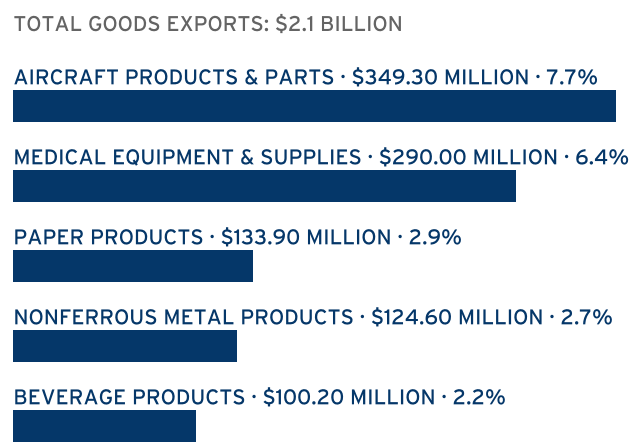 TOTAL GOODS EXPORTS: $2.1 BILLION
AIRCRAFT PRODUCTS & PARTS · $349.30 MILLION · 7.7%
MEDICAL EQUIPMENT & SUPPLIES · $290.00 MILLION · 6.4%
PAPER PRODUCTS · $133.90 MILLION · 2.9%
NONFERROUS METAL PRODUCTS · $124.60 MILLION · 2.7%
BEVERAGE PRODUCTS · $100.20 MILLION · 2.2%